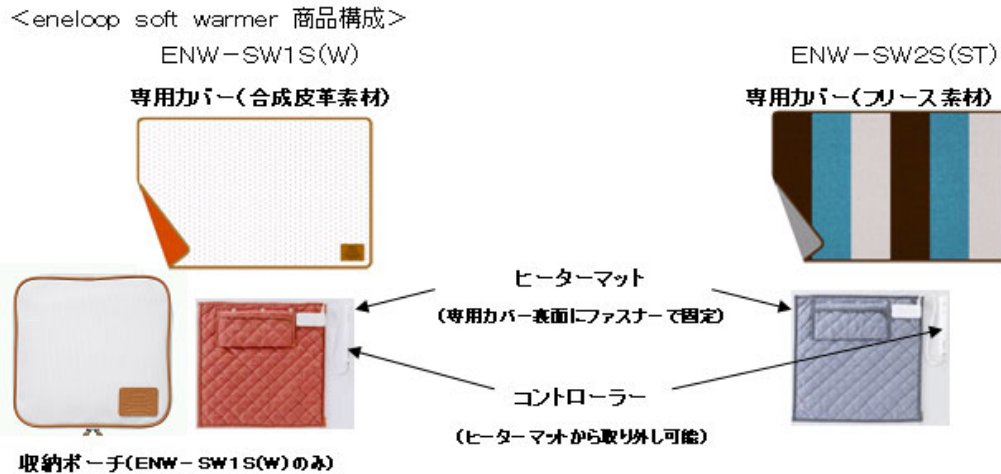 ＜eneloop soft warmer 商品構成＞
ENW－SW1S(W)
ENW－SW2S(ST)
専用カバー(合成皮革素材)
専用カバー(フリース素材)
ヒーターマット
(専用カバー裏面にファスナーで固定)
コントローラー
(ヒーターマットから取り外し可能)
収納ポーチ(ENW－SW1S(W)のみ)